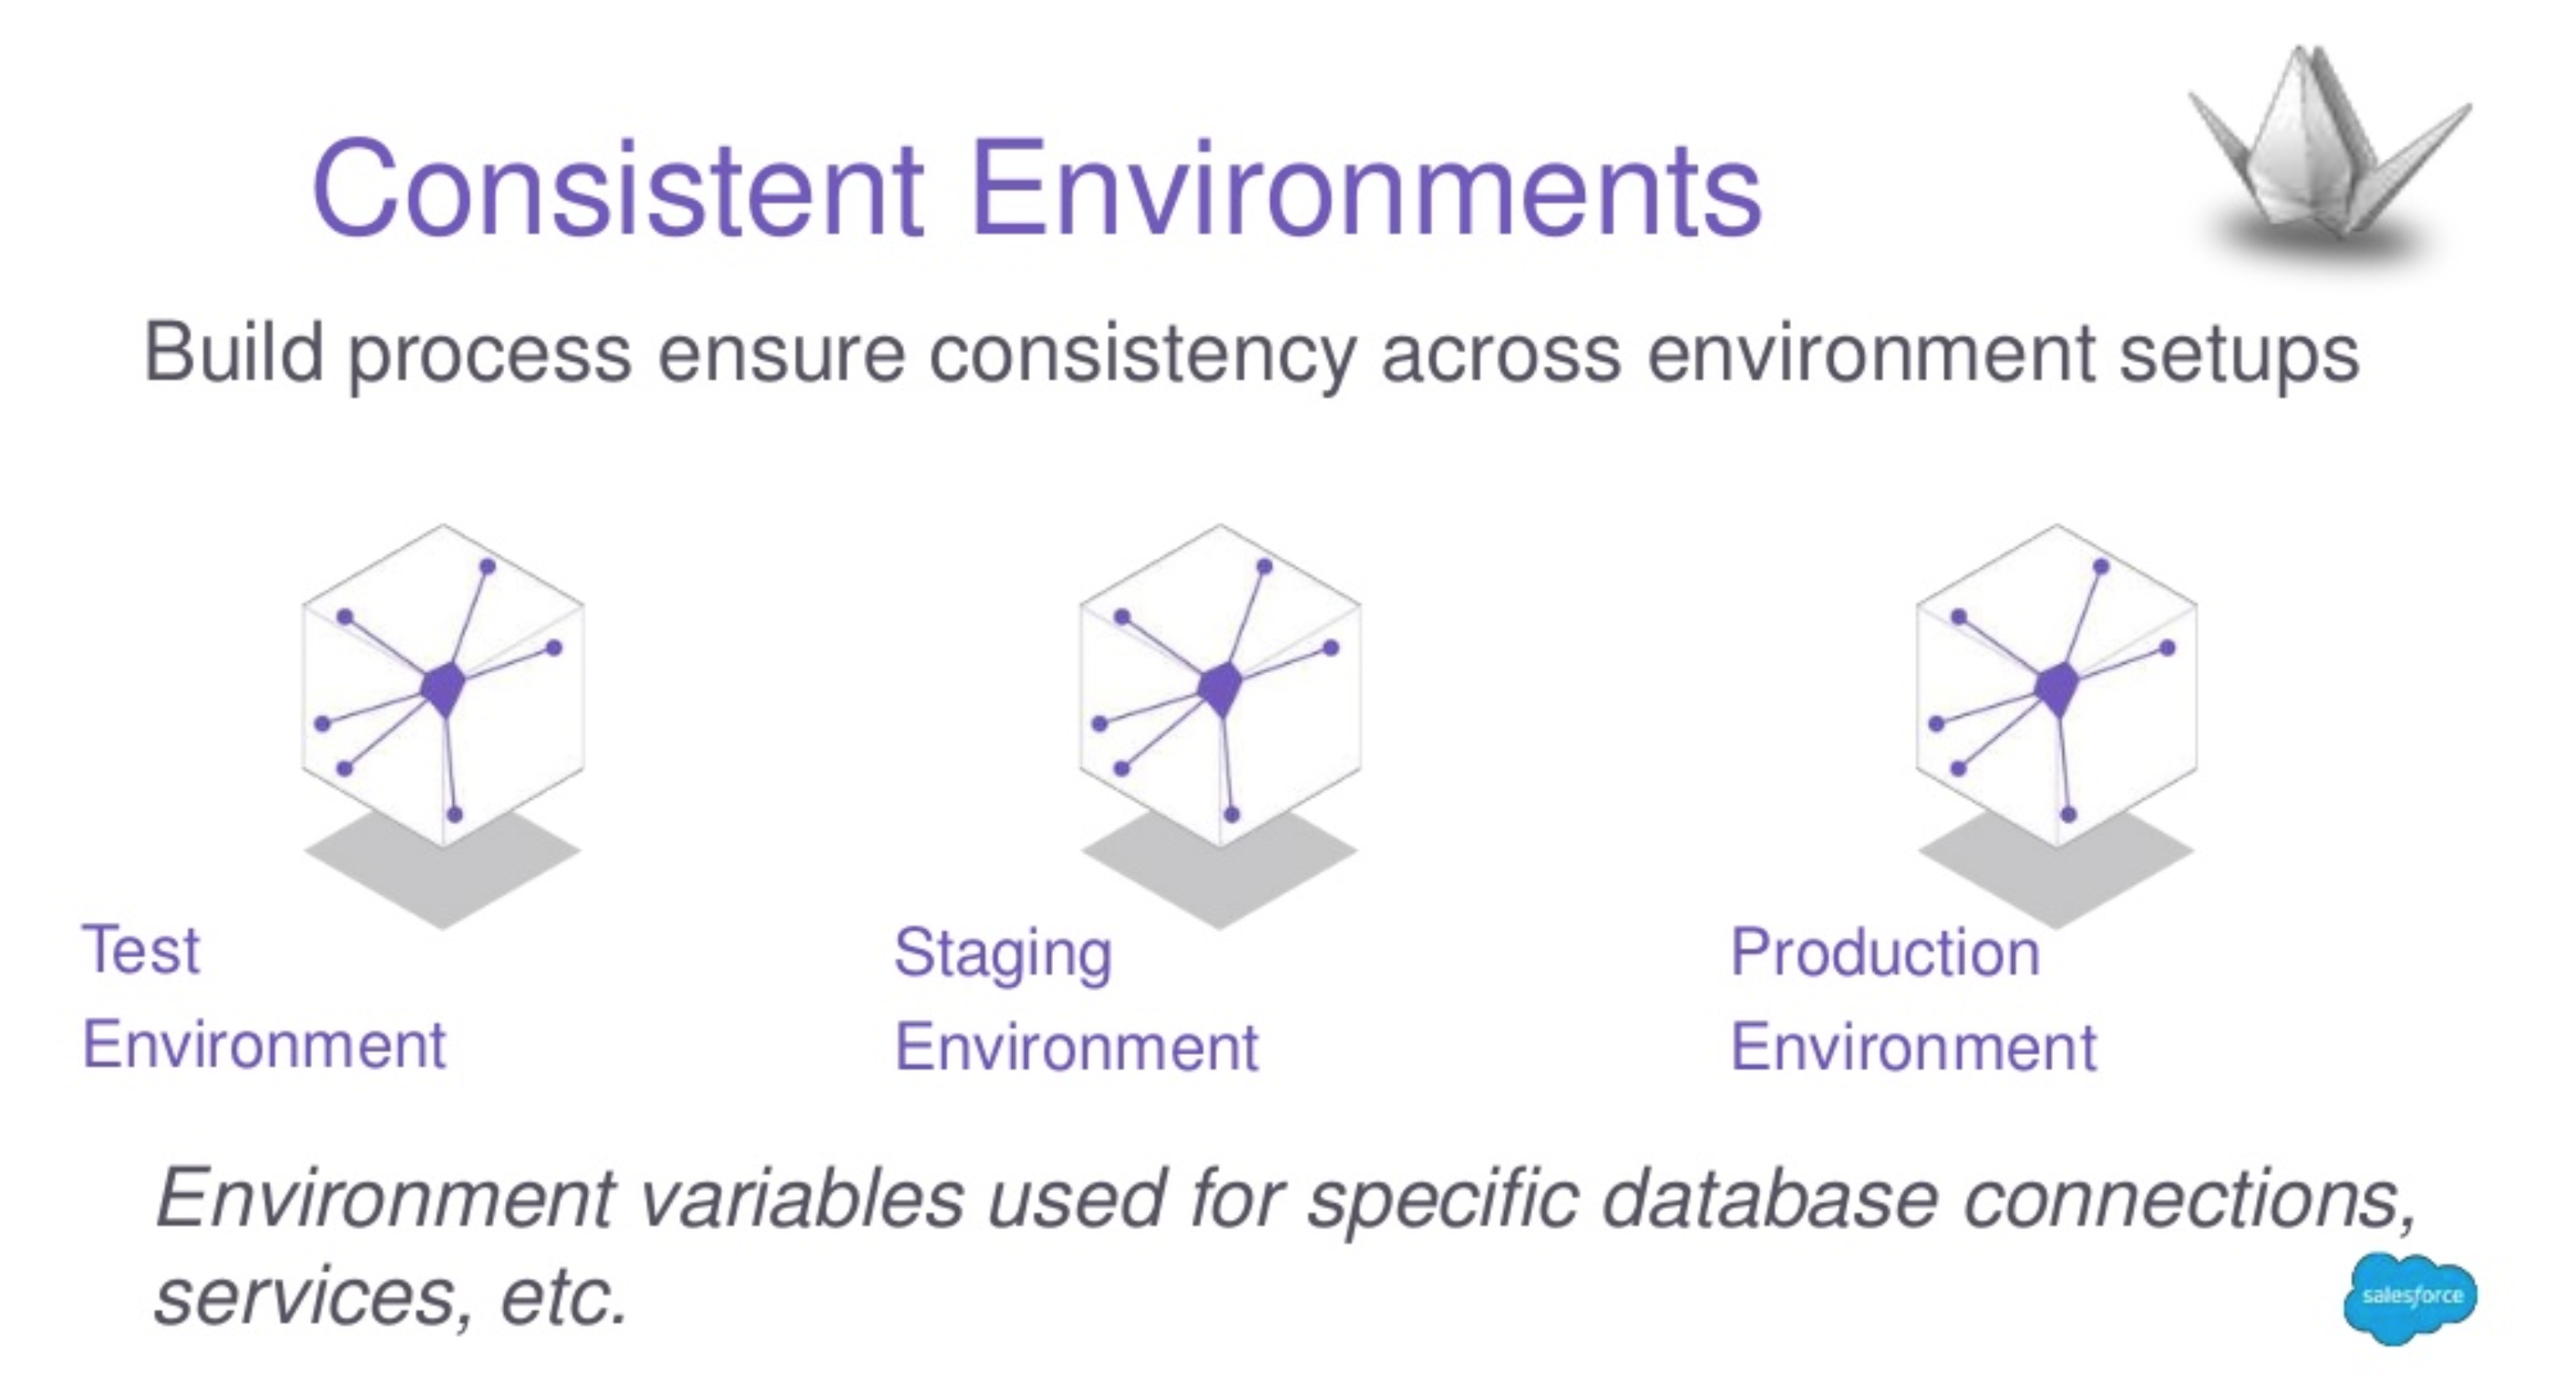 Consistent Environments
Build process ensure consistency across environment setups
Test
Environment
Staging
Environment
Production
Environment
Environment variables used for specific database connections,
services, etc.
salesforce